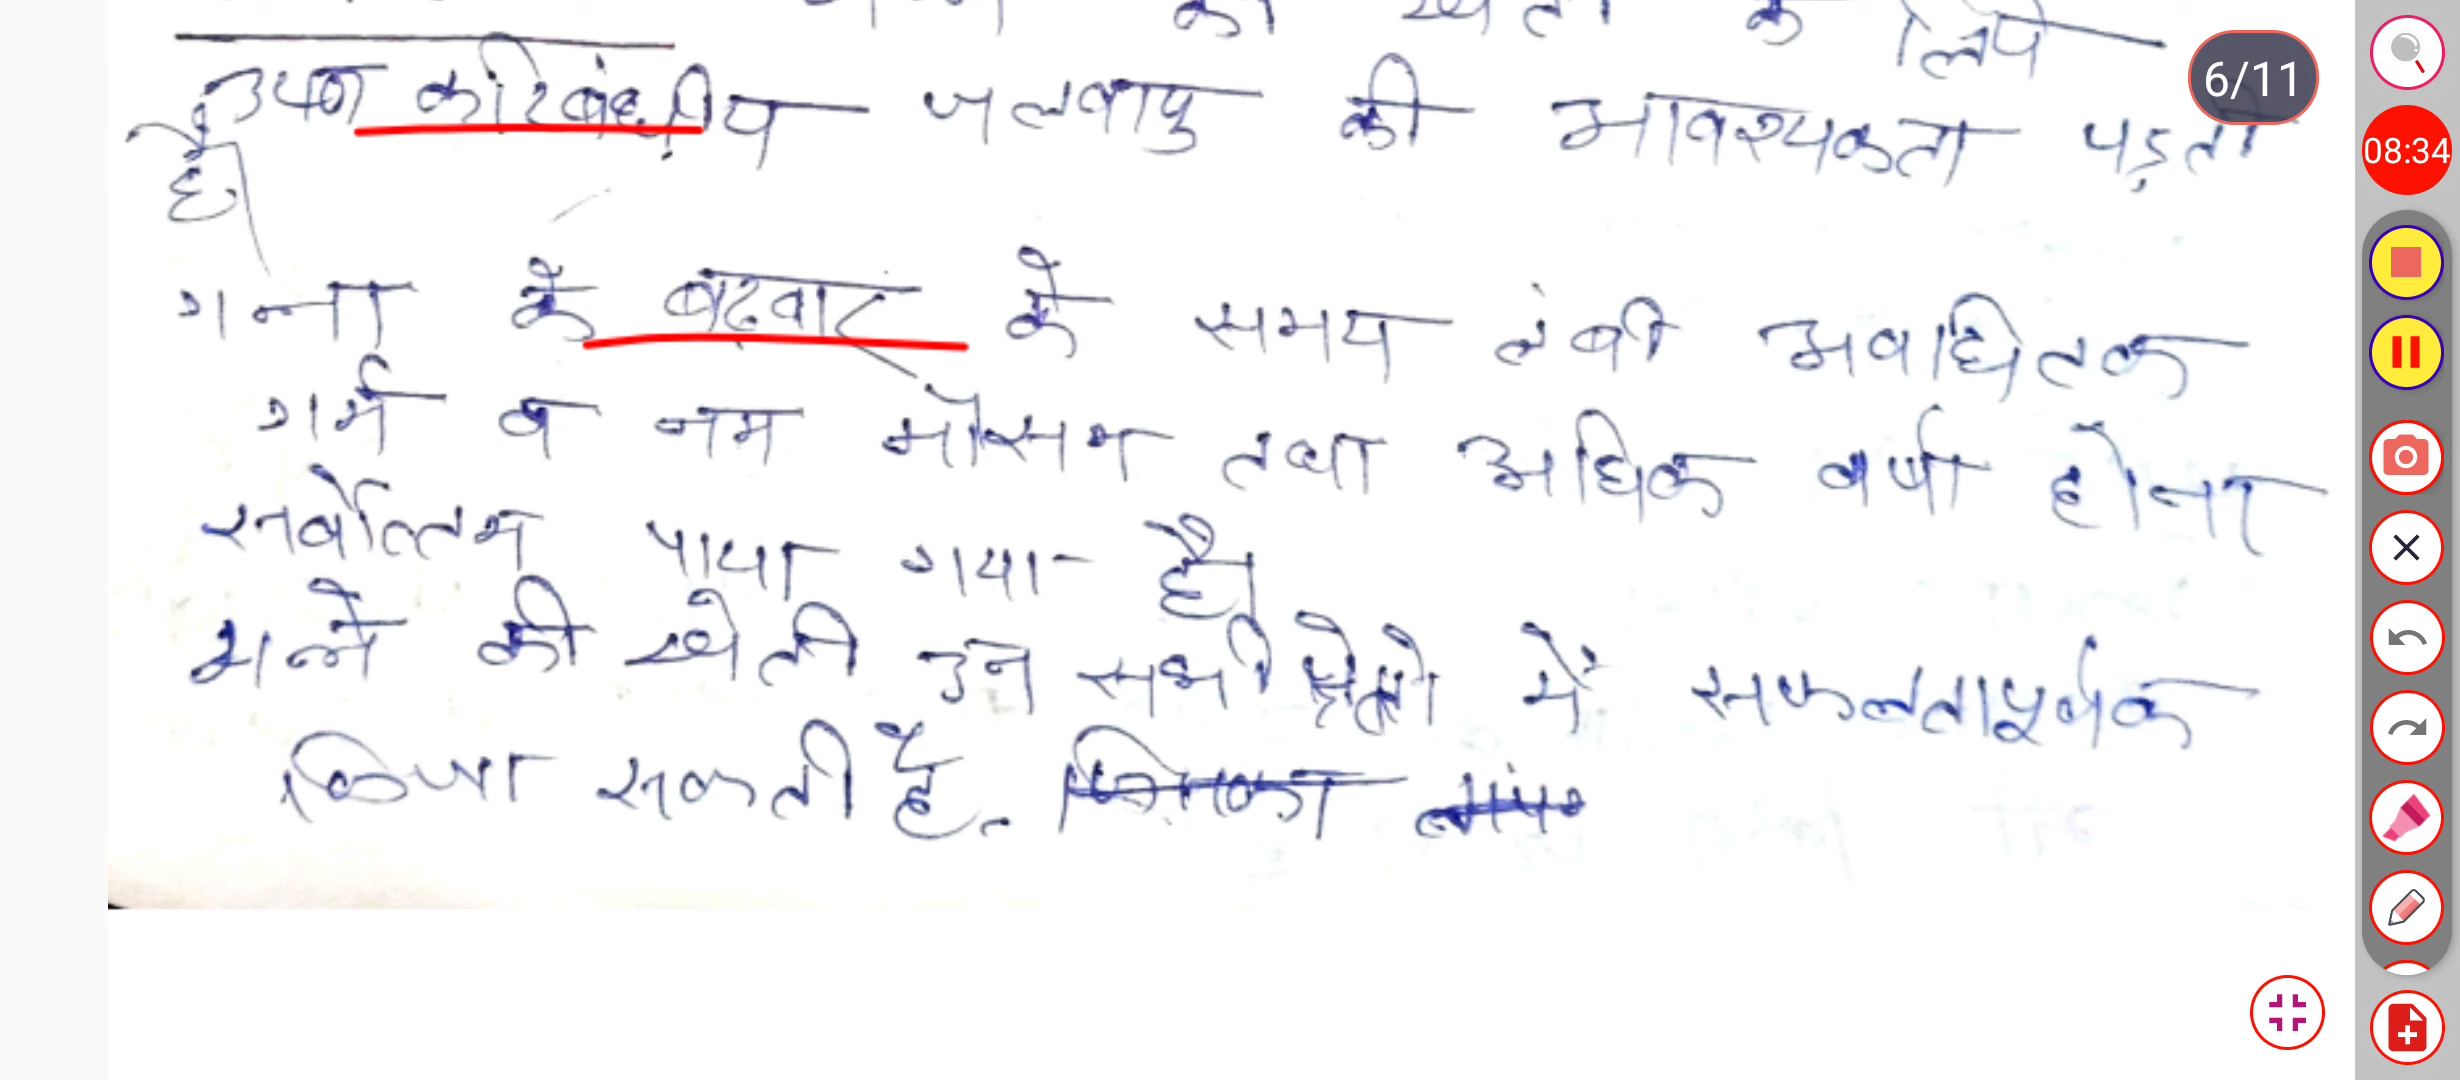 की खेती के लिये
उष्ण कटिबंधीय जलवायु की आवश्यकता पड़ती
है।
गन्ना के बढवार के समय लंबी अवधि तक
गर्म व नम मौसम तथा अधिक वर्षा होना
सर्वोत्तम पाया गया है।
गन्ने की खेती उन सभी क्षेत्रो में सफलतापूर्वक
कि जा सकती है.
6/11
08:34